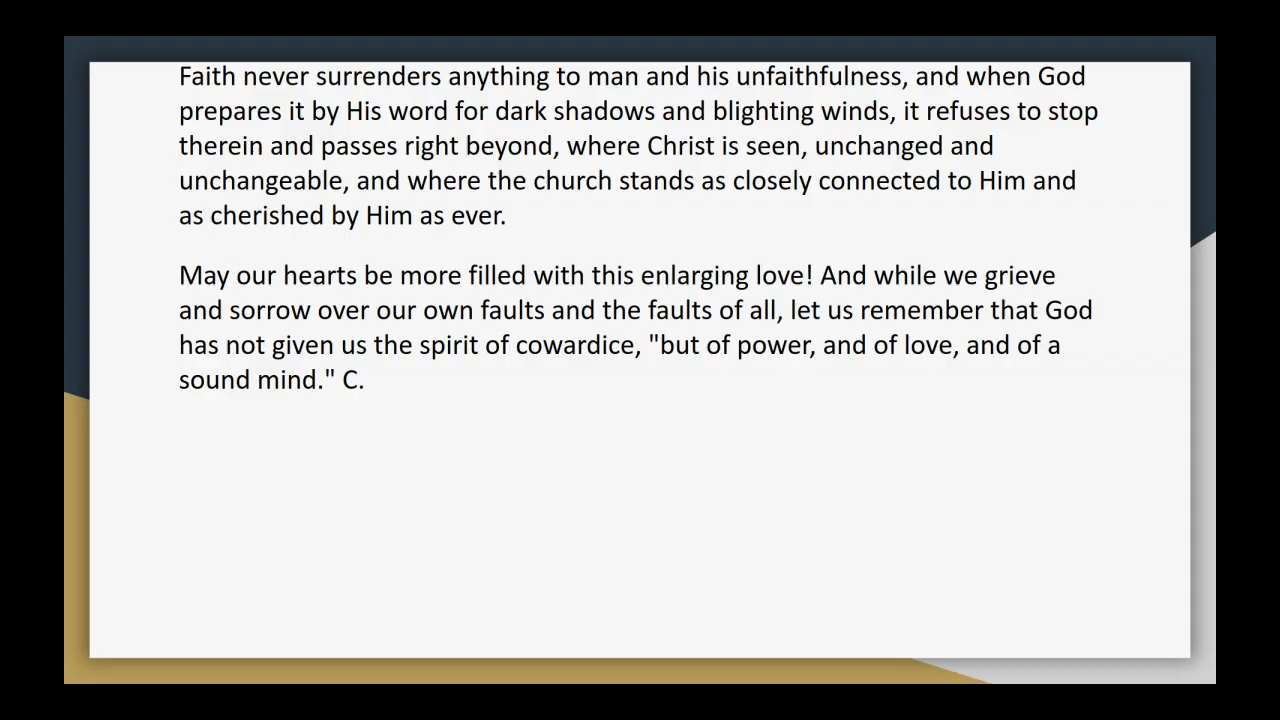 Faith never surrenders anything to man and his unfaithfulness, and when God
prepares it by His word for dark shadows and blighting winds, it refuses to stop
therein and passes right beyond, where Christ is seen, unchanged and
unchangeable, and where the church stands as closely connected to Him and
as cherished by Him as ever.
May our hearts be more filled with this enlarging love! And while we grieve
and sorrow over our own faults and the faults of all, let us remember that God
has not given us the spirit of cowardice, "but of power, and of love, and of a
sound mind." C.